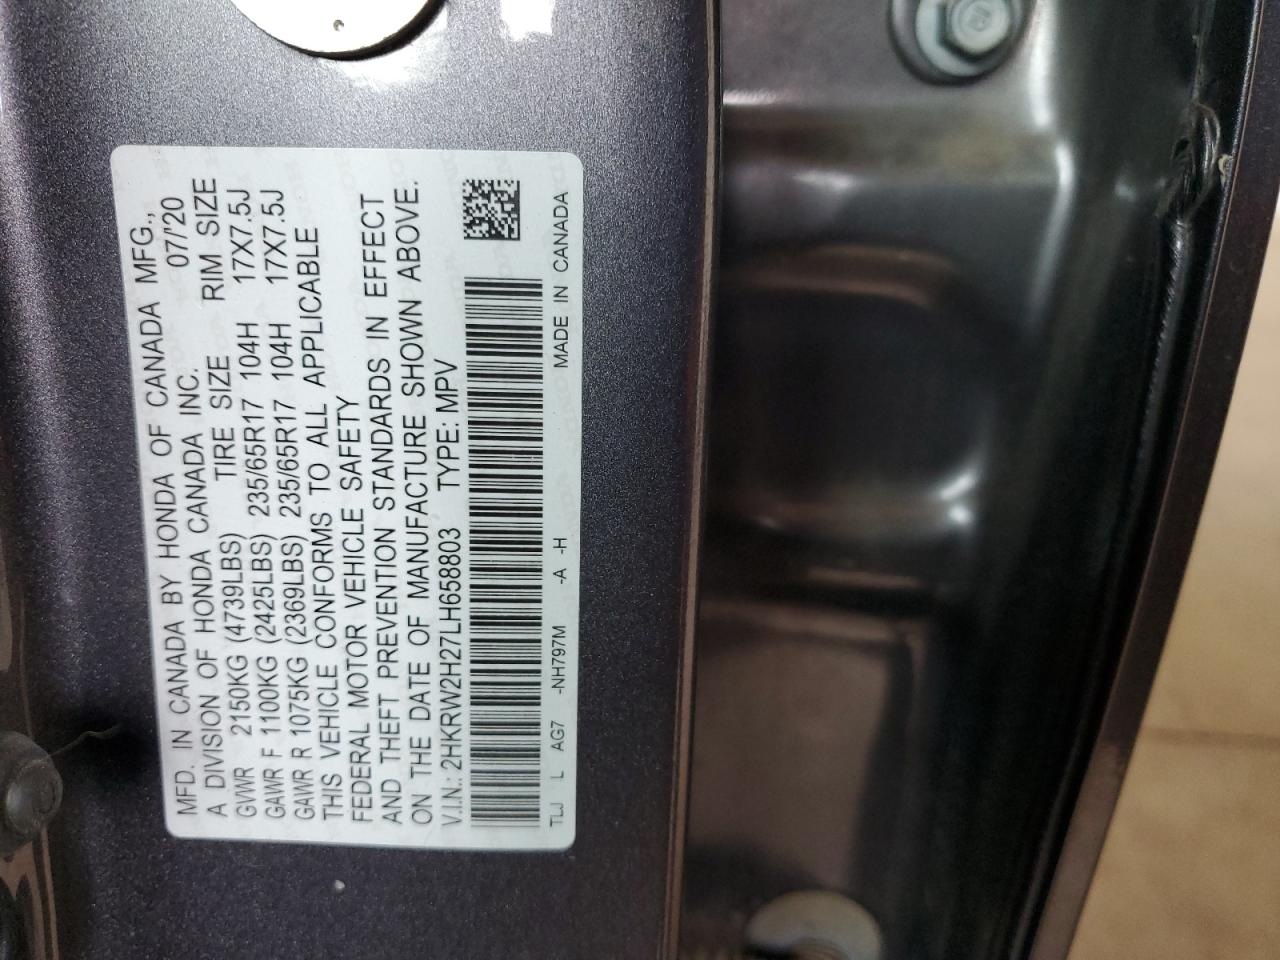 MFD. IN CANADA BY HONDA OF CANADA MFG.,
A DIVISION OF HONDA CANADA INC. 07/'20
GVWR 2150KG (4739LBS) TIRE SIZE RIM SIZE
GAWR F 1100KG (2425LBS) 235/65R17 104H 17X7.5J
GAWR R 1075KG (2369LBS) 235/65R17 104H 17X7.5J
THIS VEHICLE CONFORMS TO ALL APPLICABLE
FEDERAL MOTOR VEHICLE SAFETY
AND THEFT PREVENTION STANDARDS IN EFFECT
ON THE DATE OF MANUFACTURE SHOWN ABOVE.
V.I.N.: 2HKRW2H27LH658803 TYPE: MPV
TLJ L AG7 -NH797M -A -H MADE IN CANADA